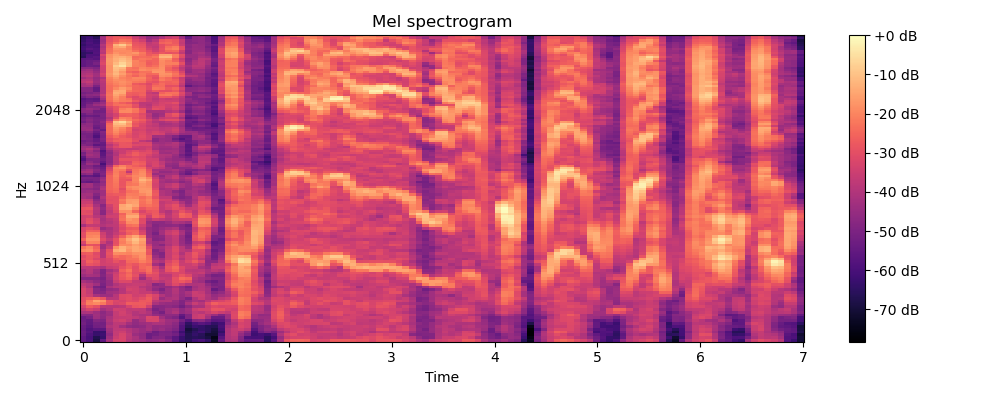 Mel spectrogram
Hz
2048
1024
512
0
0 1 2 3 4 5 6 7
Time
+0 dB
-10 dB
-20 dB
-30 dB
-40 dB
-50 dB
-60 dB
-70 dB